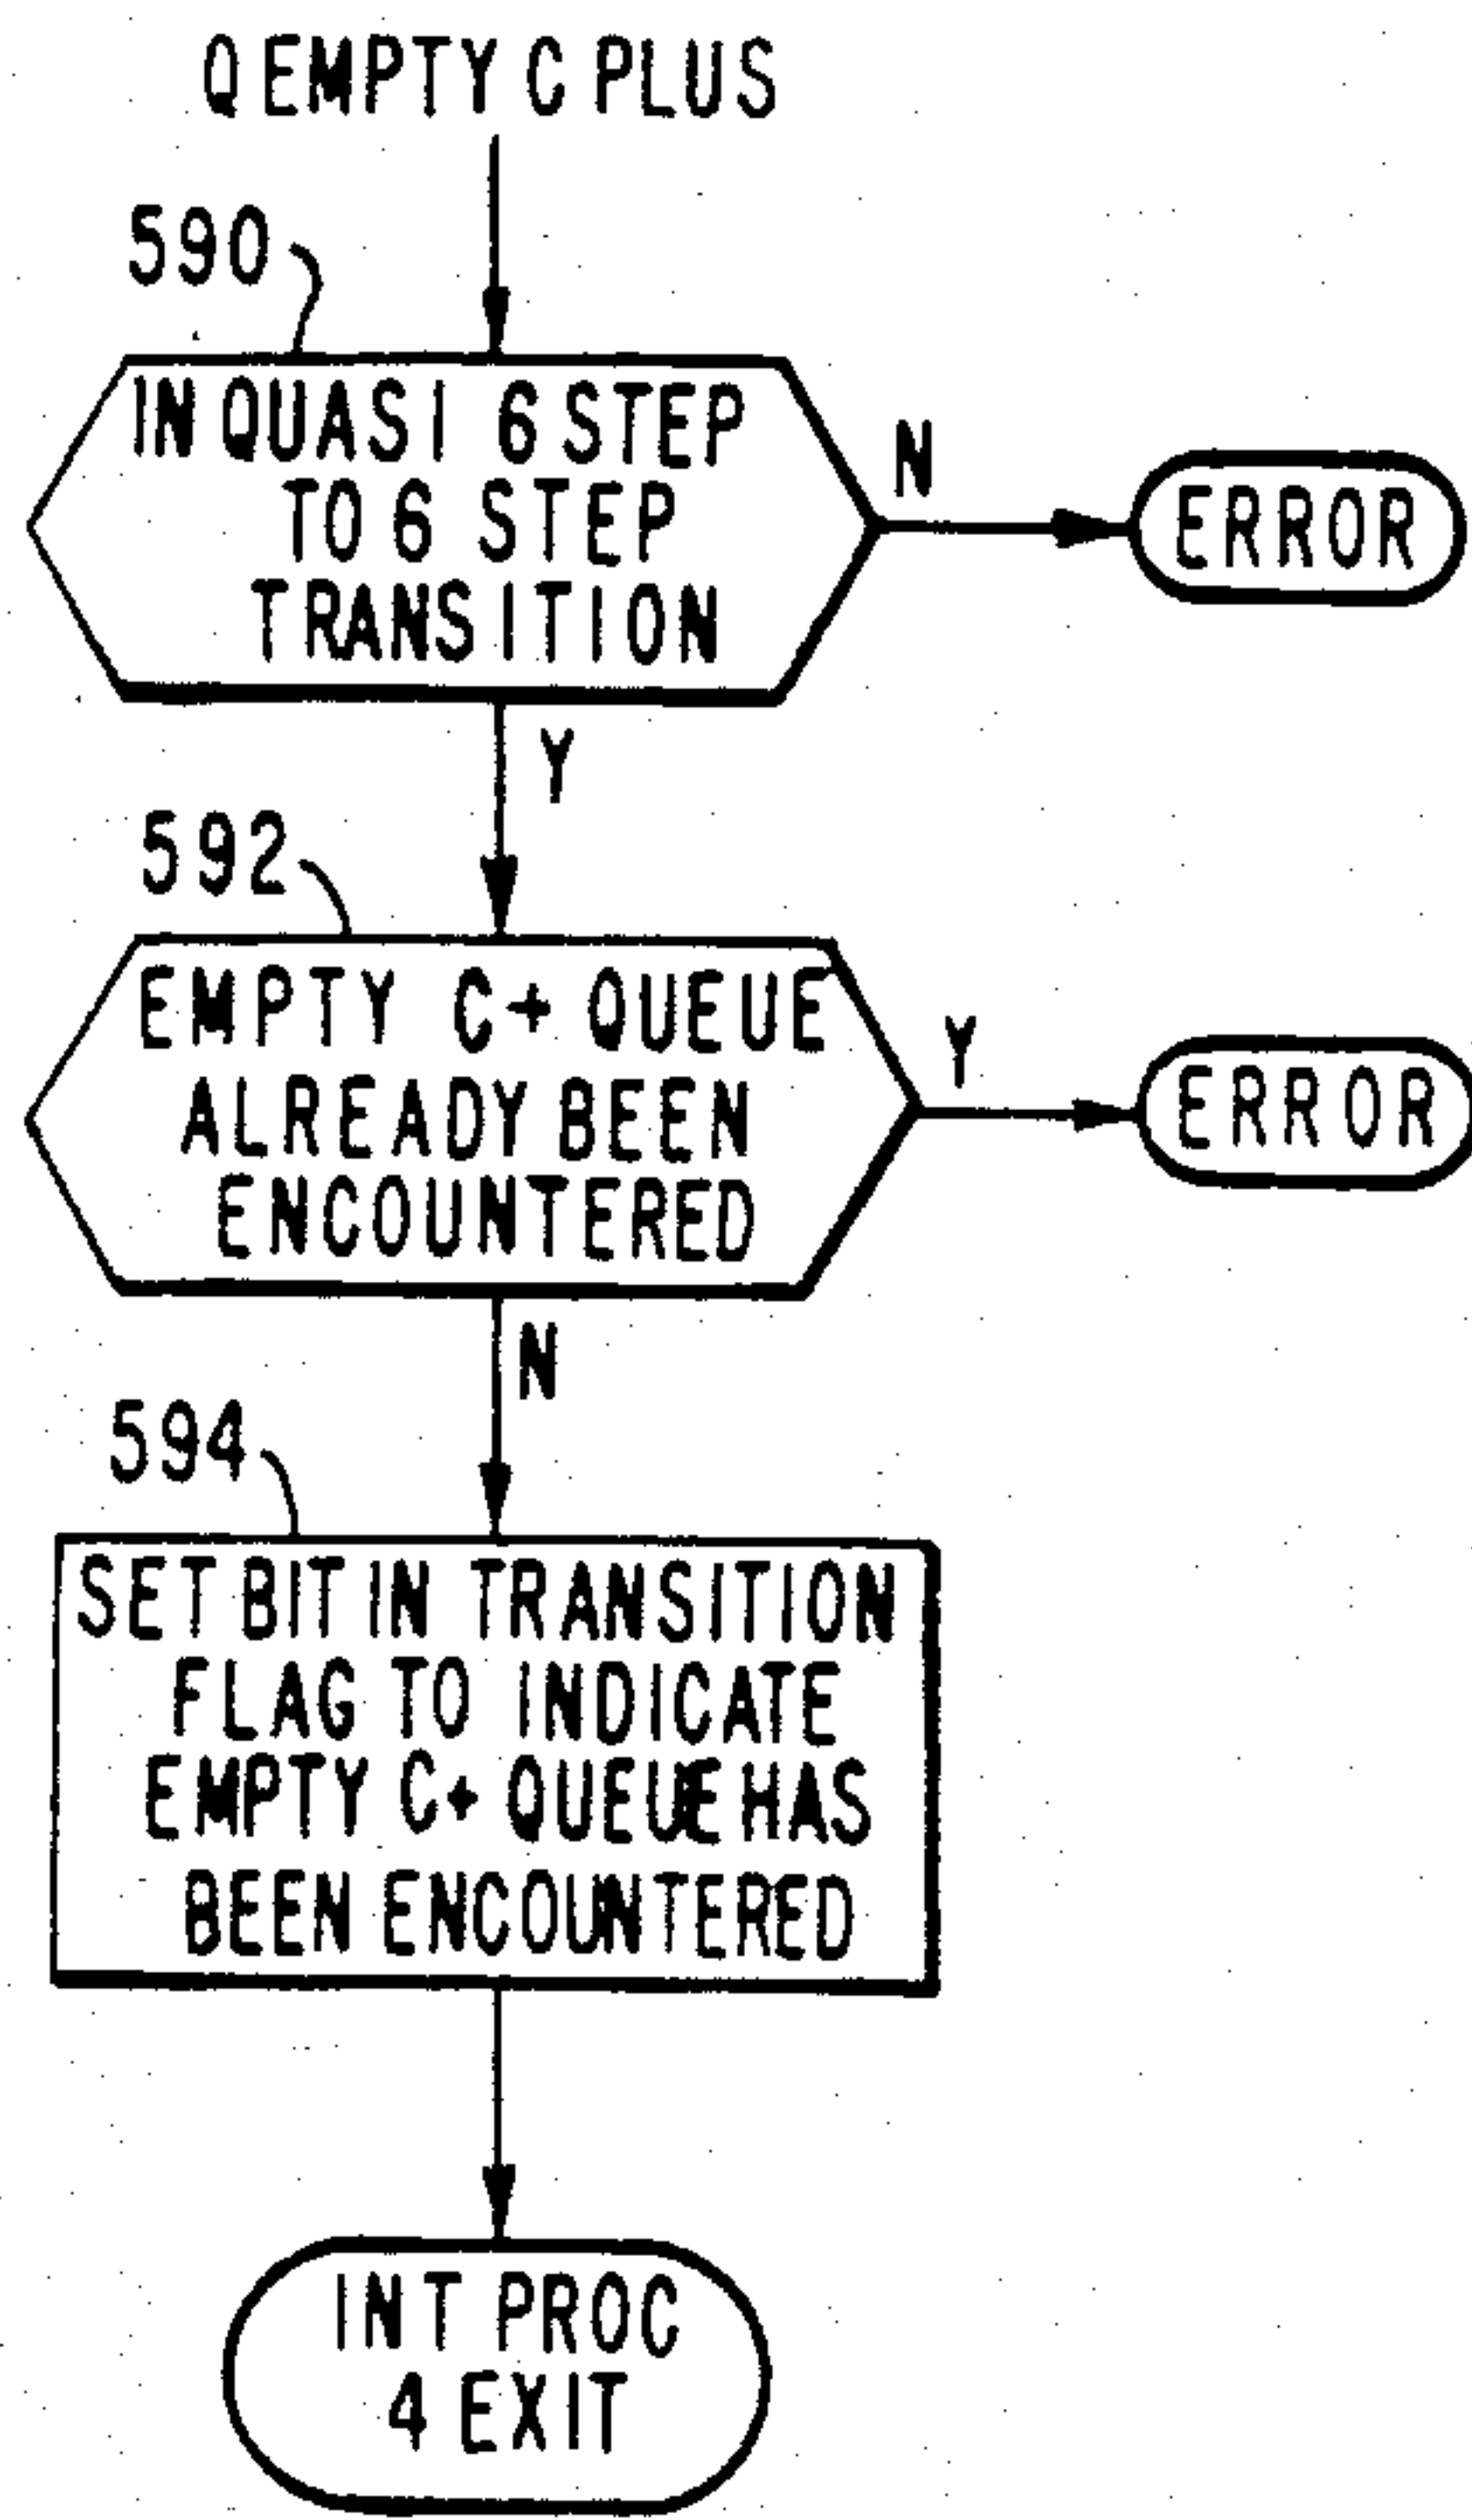 Q EMPTY C PLUS
590
IN QUASI 6 STEP
TO 6 STEP
TRANSITION
N
ERROR
Y
592
EMPTY C+ QUEUE
ALREADY BEEN
ENCOUNTERED
Y
ERROR
N
594
SET BIT IN TRANSITION
FLAG TO INDICATE
EMPTY C+ QUEUE HAS
BEEN ENCOUNTERED
INT PROC
4 EXIT